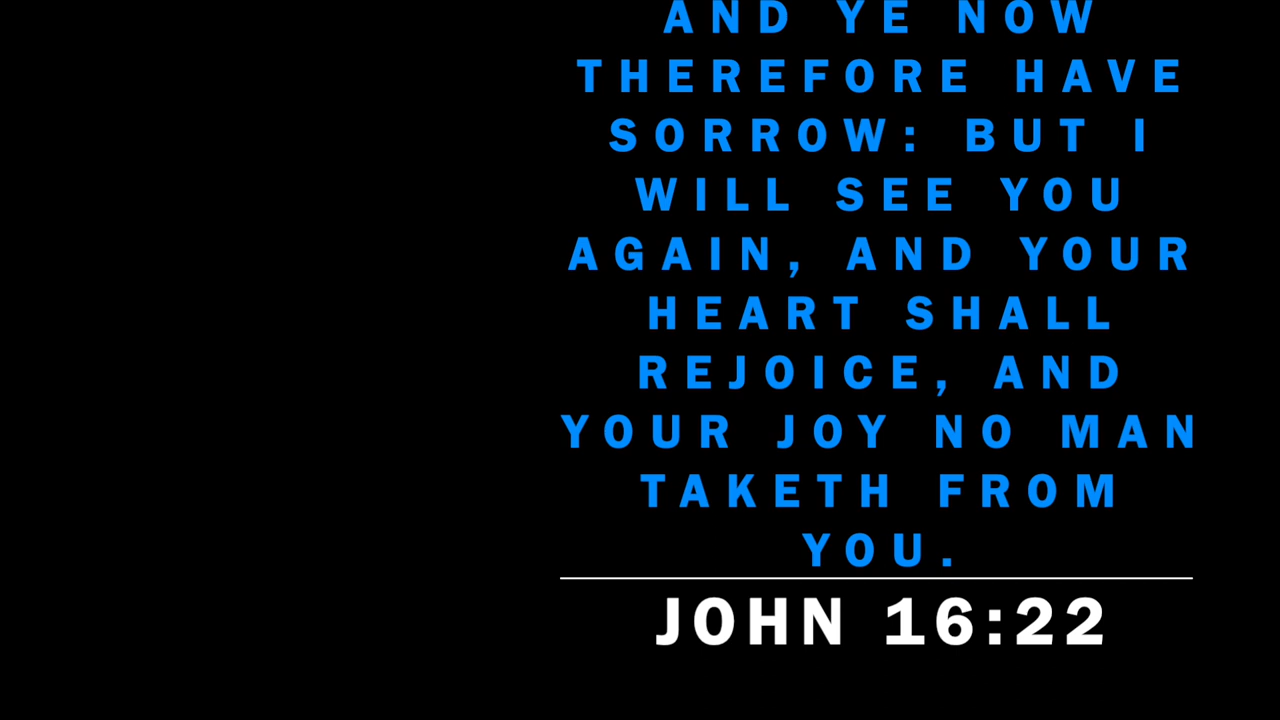 AND YE NOW
THEREFORE HAVE
SORROW: BUT I
WILL SEE YOU
AGAIN, AND YOUR
HEART SHALL
REJOICE, AND
YOUR JOY NO MAN
TAKETH FROM
YOU.
JOHN 16:22